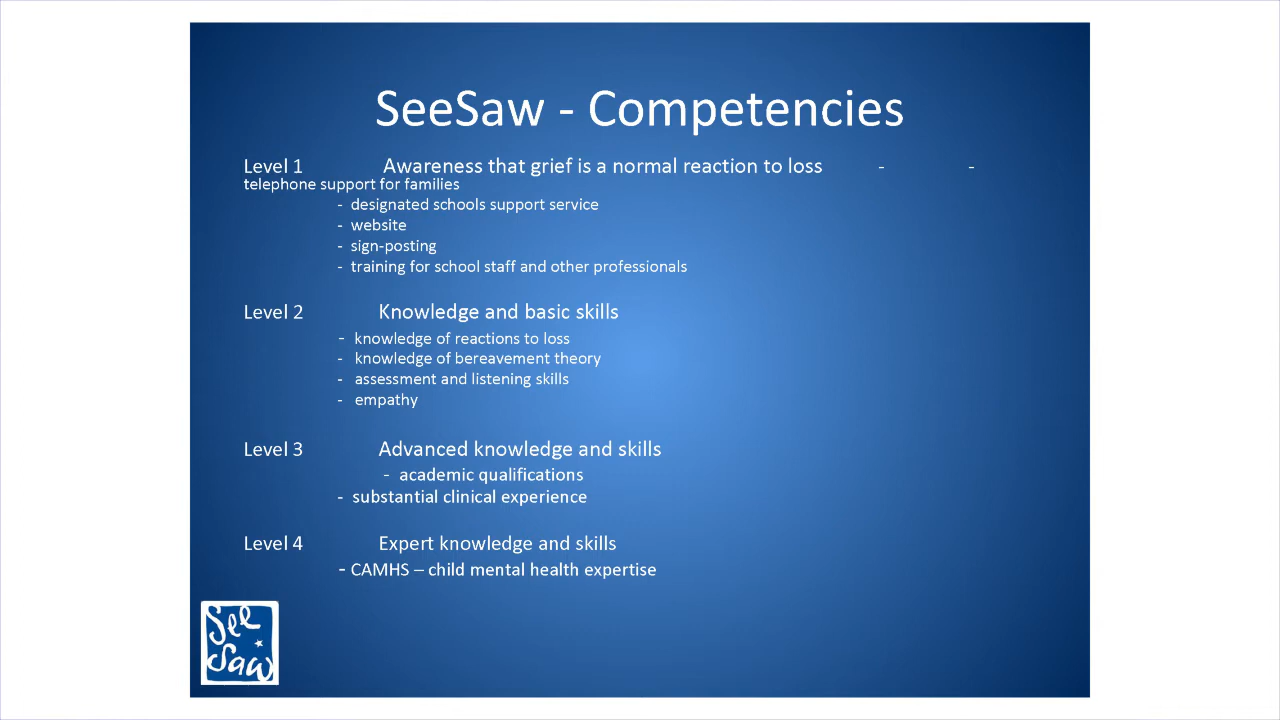 SeeSaw - Competencies
Level 1 Awareness that grief is a normal reaction to loss - -
telephone support for families
- designated schools support service
- website
- sign-posting
- training for school staff and other professionals
Level 2 Knowledge and basic skills
- knowledge of reactions to loss
- knowledge of bereavement theory
- assessment and listening skills
- empathy
Level 3 Advanced knowledge and skills
- academic qualifications
- substantial clinical experience
Level 4 Expert knowledge and skills
- CAMHS – child mental health expertise
See
Saw